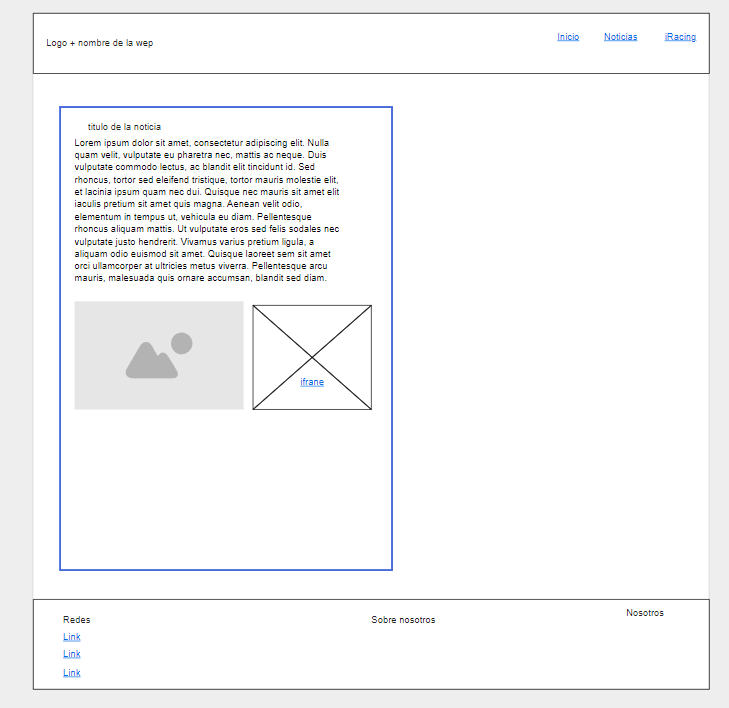 Logo + nombre de la wep
Inicio Noticias iRacing
titulo de la noticia
Lorem ipsum dolor sit amet, consectetur adipiscing elit. Nulla
quam velit, vulputate eu pharetra nec, mattis ac neque. Duis
vulputate commodo lectus, ac blandit elit tincidunt id. Sed
rhoncus, tortor sed eleifend tristique, tortor mauris molestie elit,
et lacinia ipsum quam nec dui. Quisque nec mauris sit amet elit
iaculis pretium sit amet quis magna. Aenean velit odio,
elementum in tempus ut, vehicula eu diam. Pellentesque
rhoncus aliquam mattis. Ut vulputate eros sed felis sodales nec
vulputate justo hendrerit. Vivamus varius pretium ligula, a
aliquam odio euismod sit amet. Quisque laoreet sem sit amet
orci ullamcorper at ultricies metus viverra. Pellentesque arcu
mauris, malesuada quis ornare accumsan, blandit sed diam.
ifrane
Redes
Link
Link
Link
Sobre nosotros
Nosotros